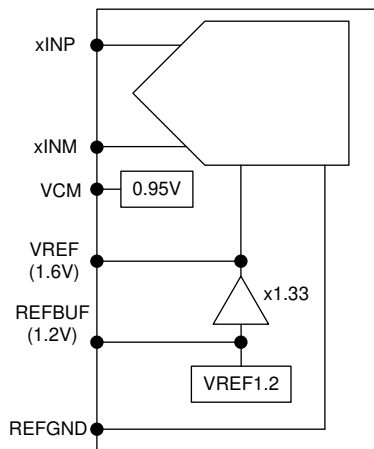 xINP
xINM
VCM
0.95V
VREF
(1.6V)
x1.33
REFBUF
(1.2V)
VREF1.2
REFGND